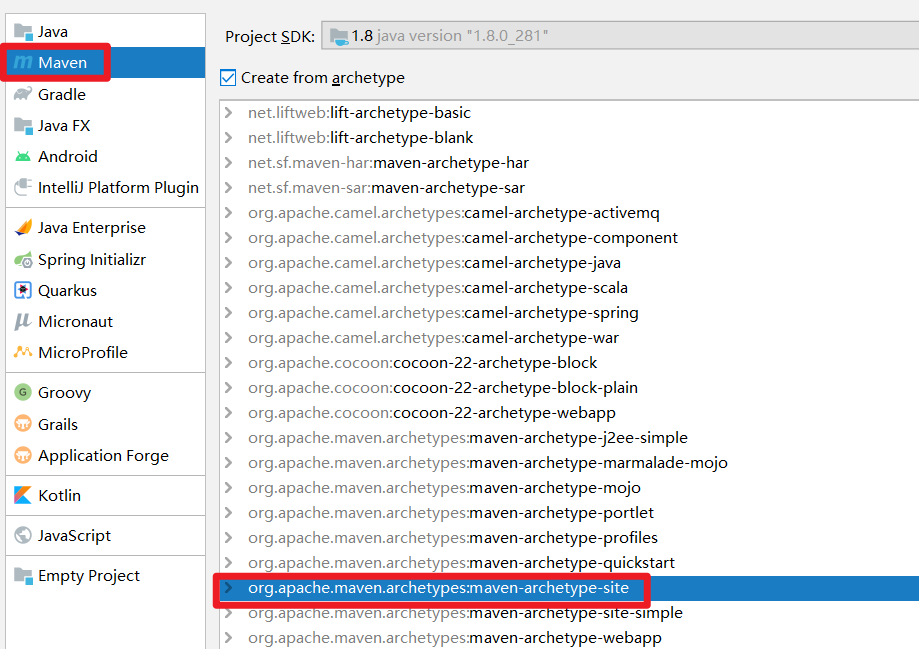 Java
Maven
Gradle
Java FX
Android
IntelliJ Platform Plugin
Java Enterprise
Spring Initializr
Quarkus
Micronaut
MicroProfile
Groovy
Grails
Application Forge
Kotlin
JavaScript
Empty Project
Project SDK: 1.8 java version "1.8.0_281"
Create from archetype
net.liftweb:lift-archetype-basic
net.liftweb:lift-archetype-blank
net.sf.maven-har:maven-archetype-har
net.sf.maven-sar:maven-archetype-sar
org.apache.camel.archetypes:camel-archetype-activemq
org.apache.camel.archetypes:camel-archetype-component
org.apache.camel.archetypes:camel-archetype-java
org.apache.camel.archetypes:camel-archetype-scala
org.apache.camel.archetypes:camel-archetype-spring
org.apache.camel.archetypes:camel-archetype-war
org.apache.cocoon:cocoon-22-archetype-block
org.apache.cocoon:cocoon-22-archetype-block-plain
org.apache.cocoon:cocoon-22-archetype-webapp
org.apache.maven.archetypes:maven-archetype-j2ee-simple
org.apache.maven.archetypes:maven-archetype-marmalade-mojo
org.apache.maven.archetypes:maven-archetype-mojo
org.apache.maven.archetypes:maven-archetype-portlet
org.apache.maven.archetypes:maven-archetype-profiles
org.apache.maven.archetypes:maven-archetype-quickstart
org.apache.maven.archetypes:maven-archetype-site
org.apache.maven.archetypes:maven-archetype-site-simple
org.apache.maven.archetypes:maven-archetype-webapp